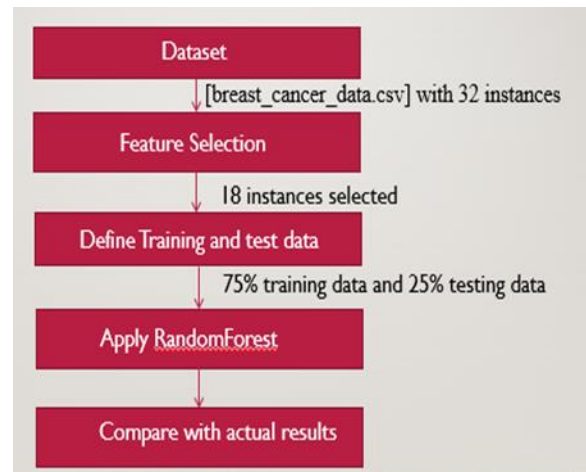 Dataset
[breast_cancer_data.csv] with 32 instances
Feature Selection
18 instances selected
Define Training and test data
75% training data and 25% testing data
Apply RandomForest
Compare with actual results